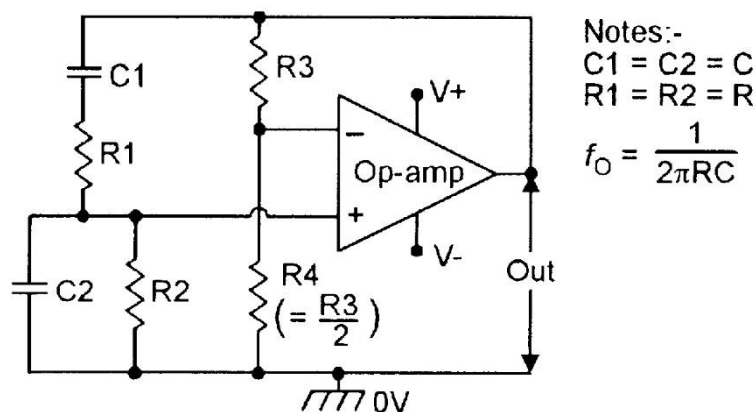 Notes:-
C1 = C2 = C
R1 = R2 = R
fO = 1/2πRC
C1
R3
V+
R1
−
Op-amp
+
V-
C2
R2
R4
(= R3/2)
Out
0V